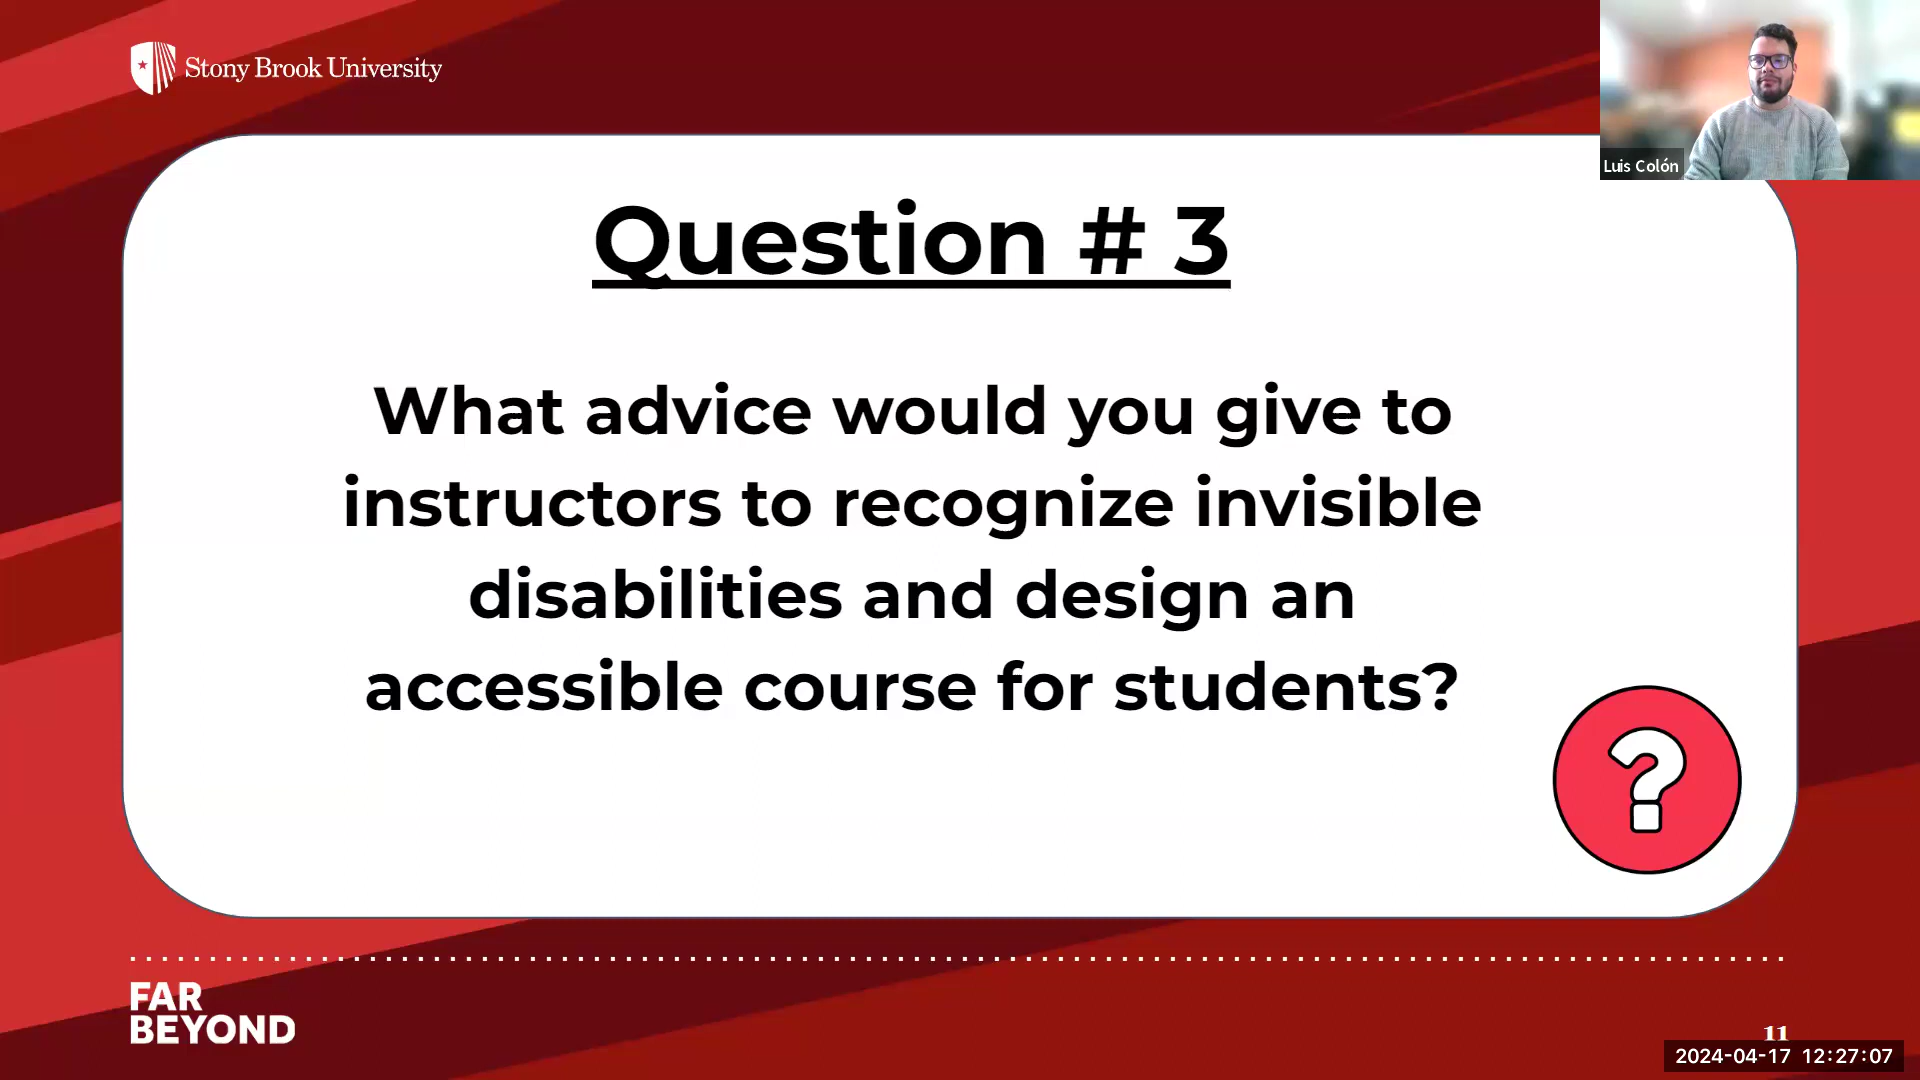 Stony Brook University
Luis Colón
Question # 3
What advice would you give to
instructors to recognize invisible
disabilities and design an
accessible course for students?
?
FAR
BEYOND
11
2024-04-17 12:27:07